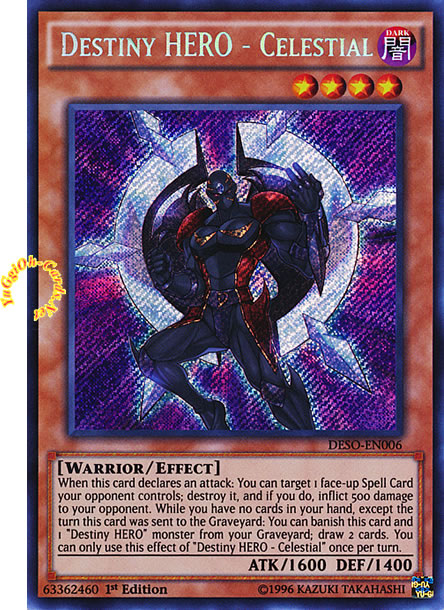 DESTINY HERO - CELESTIAL
DARK
闇
YuGeiOh-Cards.Net
DESO-EN006
[WARRIOR/EFFECT]
When this card declares an attack: You can target 1 face-up Spell Card
your opponent controls; destroy it, and if you do, inflict 500 damage
to your opponent. While you have no cards in your hand, except the
turn this card was sent to the Graveyard: You can banish this card and
1 "Destiny HERO" monster from your Graveyard; draw 2 cards. You
can only use this effect of "Destiny HERO - Celestial" once per turn.
ATK/1600 DEF/1400
63362460 1st Edition ©1996 KAZUKI TAKAHASHI